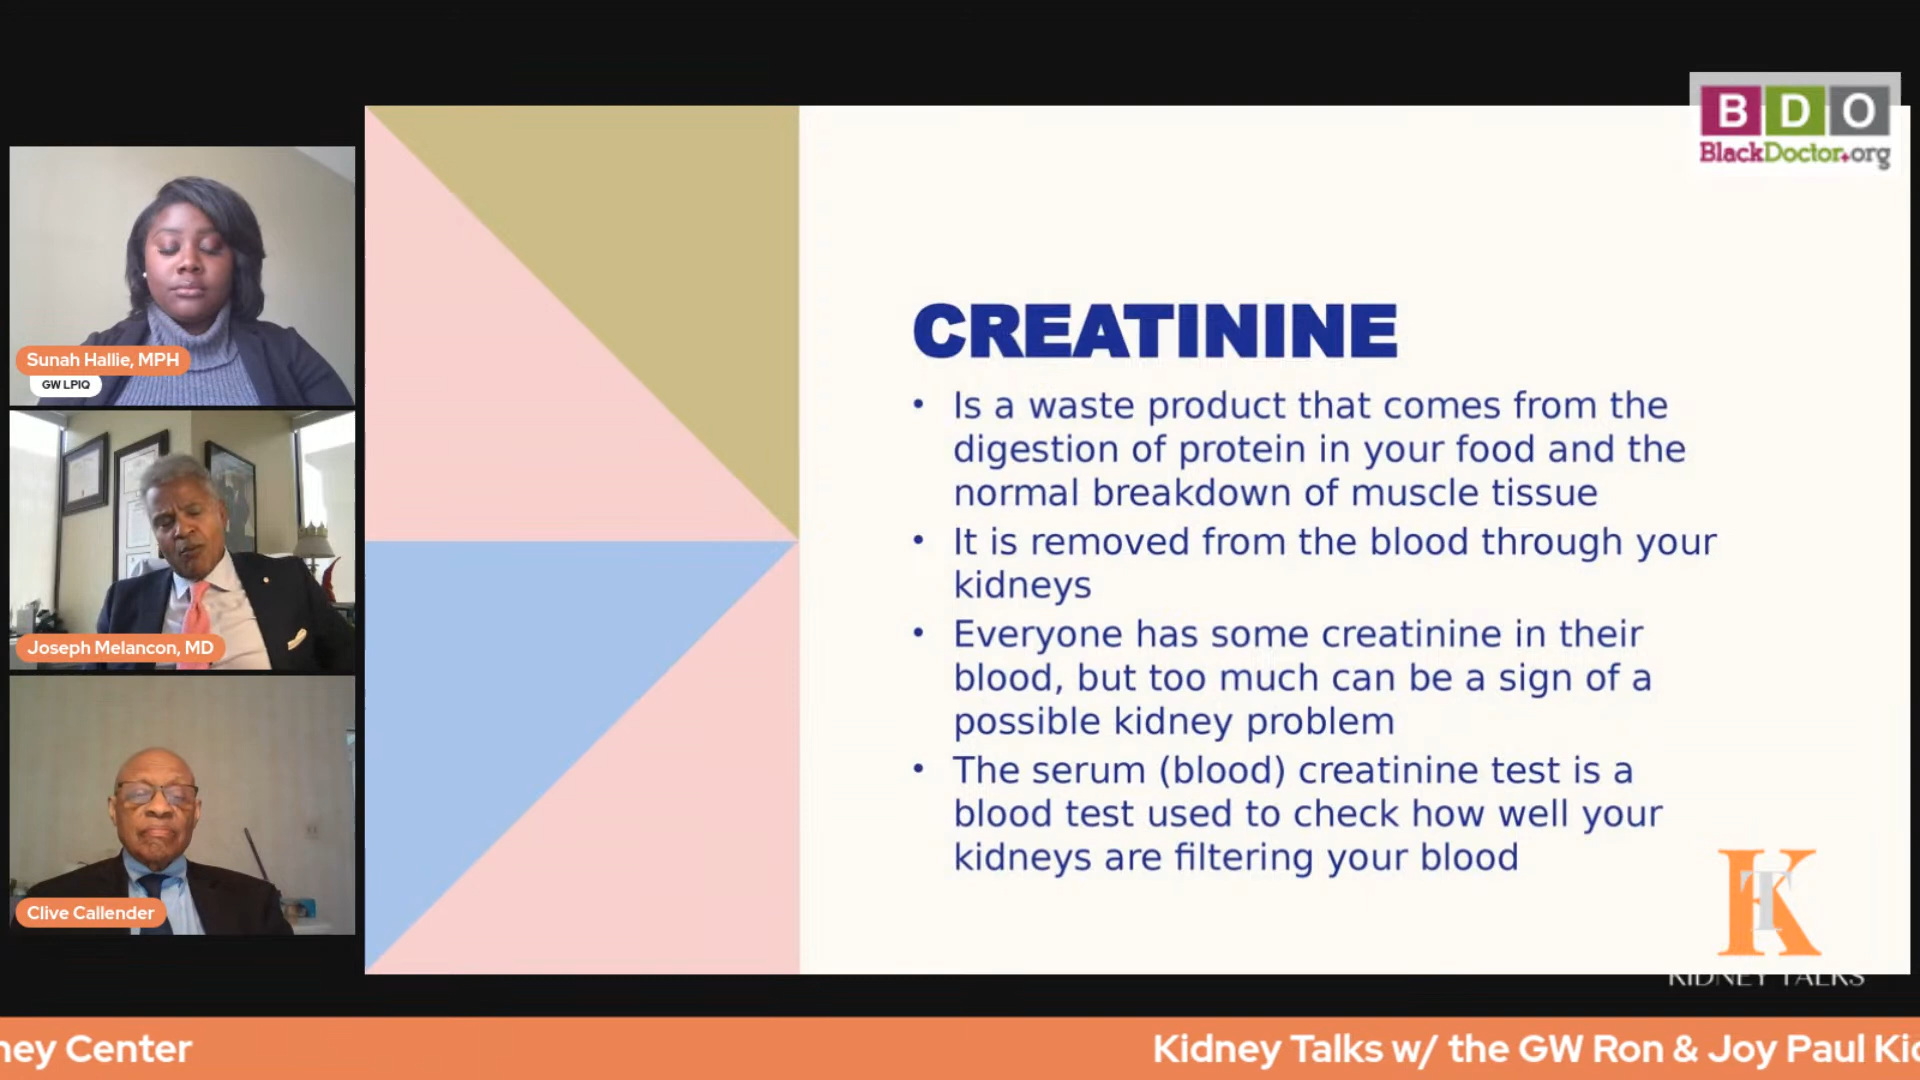 B D O
BlackDoctor.org
Sunah Hallie, MPH
GW LPIQ
Joseph Melancon, MD
Clive Callender
CREATININE
• Is a waste product that comes from the
digestion of protein in your food and the
normal breakdown of muscle tissue
• It is removed from the blood through your
kidneys
• Everyone has some creatinine in their
blood, but too much can be a sign of a
possible kidney problem
• The serum (blood) creatinine test is a
blood test used to check how well your
kidneys are filtering your blood
KT
KIDNEY TALKS
ney Center
Kidney Talks w/ the GW Ron & Joy Paul Kid